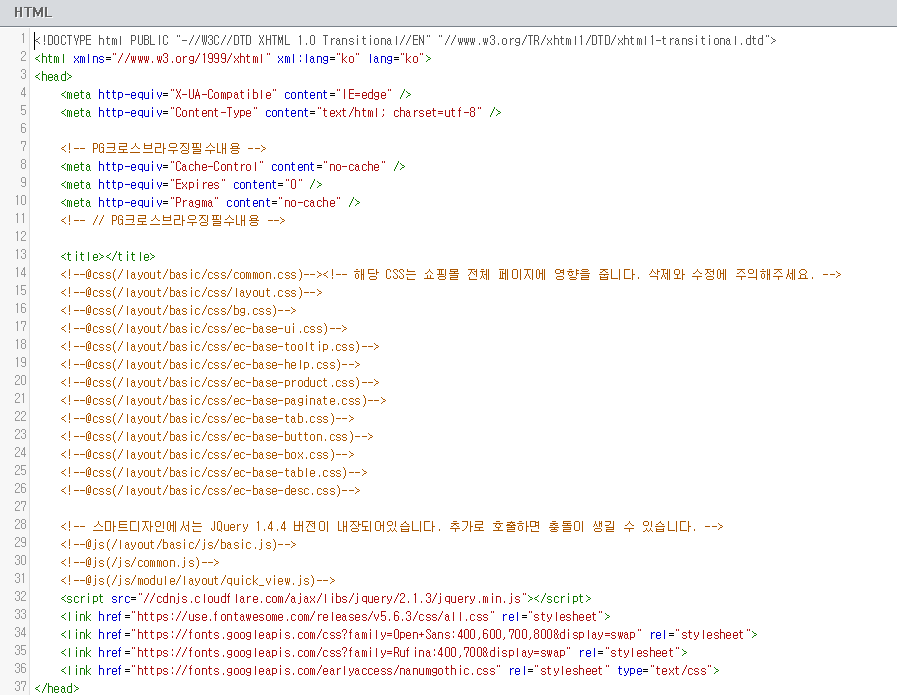 HTML
1 <!DOCTYPE html PUBLIC "-//W3C//DTD XHTML 1.0 Transitional//EN" "//www.w3.org/TR/xhtml1/DTD/xhtml1-transitional.dtd">
2 <html xmlns="//www.w3.org/1999/xhtml" xml:lang="ko" lang="ko">
3 <head>
4 <meta http-equiv="X-UA-Compatible" content="IE=edge" />
5 <meta http-equiv="Content-Type" content="text/html; charset=utf-8" />
6
7 <!-- PG크로스브라우징필수내용 -->
8 <meta http-equiv="Cache-Control" content="no-cache" />
9 <meta http-equiv="Expires" content="0" />
10 <meta http-equiv="Pragma" content="no-cache" />
11 <!-- // PG크로스브라우징필수내용 -->
12
13 <title></title>
14 <!--@css(/layout/basic/css/common.css)--><!-- 해당 CSS는 쇼핑몰 전체 페이지에 영향을 줍니다. 삭제와 수정에 주의해주세요. -->
15 <!--@css(/layout/basic/css/layout.css)-->
16 <!--@css(/layout/basic/css/bg.css)-->
17 <!--@css(/layout/basic/css/ec-base-ui.css)-->
18 <!--@css(/layout/basic/css/ec-base-tooltip.css)-->
19 <!--@css(/layout/basic/css/ec-base-help.css)-->
20 <!--@css(/layout/basic/css/ec-base-product.css)-->
21 <!--@css(/layout/basic/css/ec-base-paginate.css)-->
22 <!--@css(/layout/basic/css/ec-base-tab.css)-->
23 <!--@css(/layout/basic/css/ec-base-button.css)-->
24 <!--@css(/layout/basic/css/ec-base-box.css)-->
25 <!--@css(/layout/basic/css/ec-base-table.css)-->
26 <!--@css(/layout/basic/css/ec-base-desc.css)-->
27
28 <!-- 스마트디자인에서는 JQuery 1.4.4 버전이 내장되어있습니다. 추가로 호출하면 충돌이 생길 수 있습니다. -->
29 <!--@js(/layout/basic/js/basic.js)-->
30 <!--@js(/js/common.js)-->
31 <!--@js(/js/module/layout/quick_view.js)-->
32 <script src="//cdnjs.cloudflare.com/ajax/libs/jquery/2.1.3/jquery.min.js"></script>
33 <link href="https://use.fontawesome.com/releases/v5.6.3/css/all.css" rel="stylesheet">
34 <link href="https://fonts.googleapis.com/css?family=Open+Sans:400,600,700,800&display=swap" rel="stylesheet">
35 <link href="https://fonts.googleapis.com/css?family=Rufina:400,700&display=swap" rel="stylesheet">
36 <link href="https://fonts.googleapis.com/earlyaccess/nanumgothic.css" rel="stylesheet" type="text/css">
37 </head>